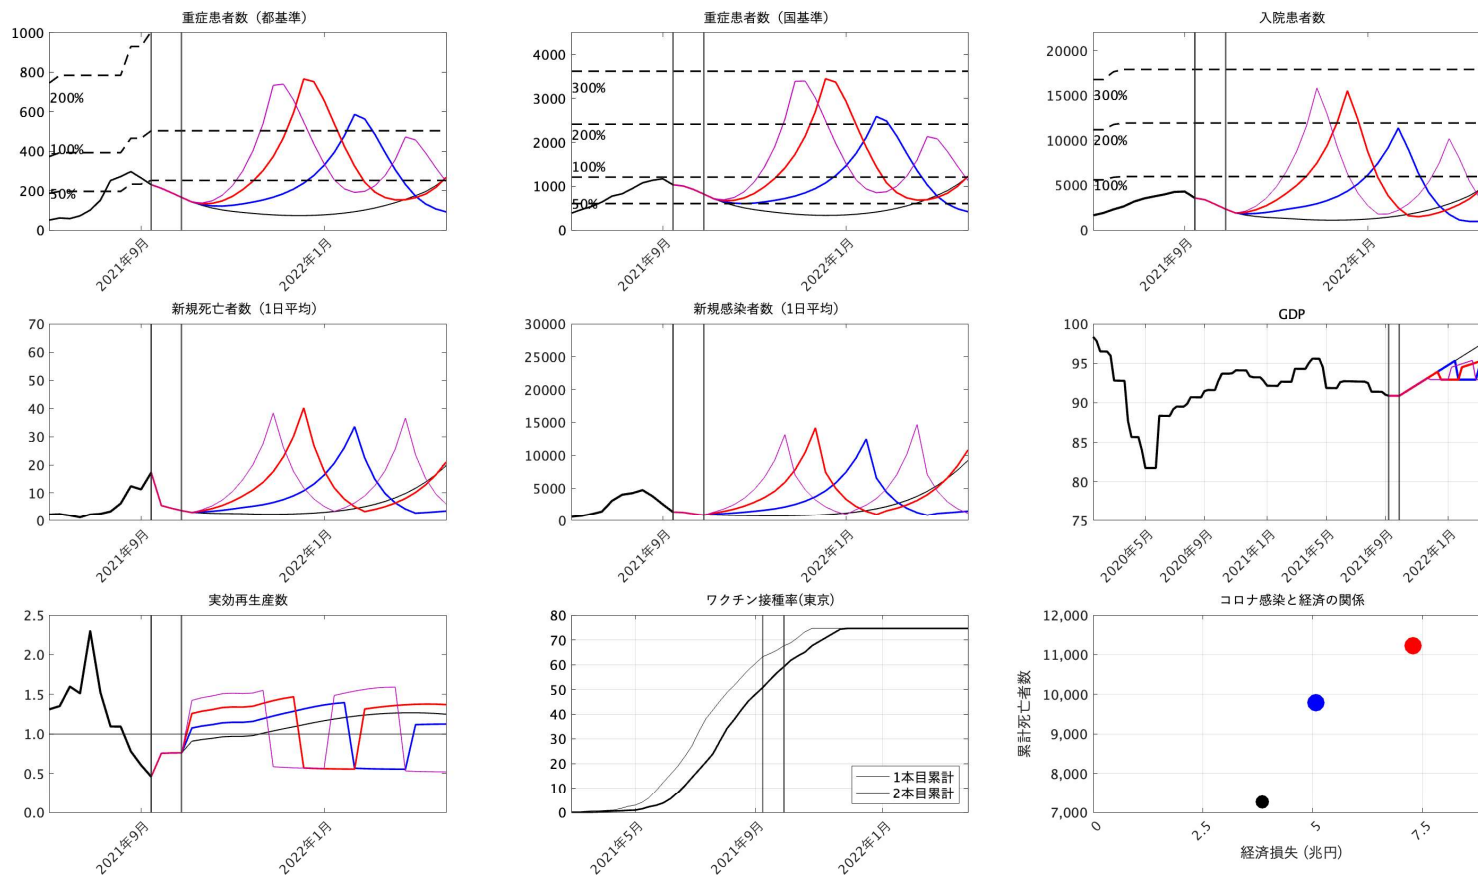 重症患者数（都基準）
1000
800
600
400
200
0
200%
100%
50%
2021年9月
2022年1月
重症患者数（国基準）
4000
3000
2000
1000
0
300%
200%
100%
50%
2021年9月
2022年1月
入院患者数
20000
15000
10000
5000
0
300%
200%
100%
2021年9月
2022年1月
新規死亡者数（1日平均）
70
60
50
40
30
20
10
0
2021年9月
2022年1月
新規感染者数（1日平均）
30000
25000
20000
15000
10000
5000
0
2021年9月
2022年1月
GDP
100
95
90
85
80
75
2020年5月
2020年9月
2021年1月
2021年5月
2021年9月
2022年1月
実効再生産数
2.5
2.0
1.5
1.0
0.5
0.0
2021年9月
2022年1月
ワクチン接種率(東京)
80
70
60
50
40
30
20
10
0
1本目累計
2本目累計
2021年5月
2021年9月
2022年1月
コロナ感染と経済の関係
累計死亡者数
12,000
11,000
10,000
9,000
8,000
7,000
0
2.5
5
7.5
経済損失 (兆円)